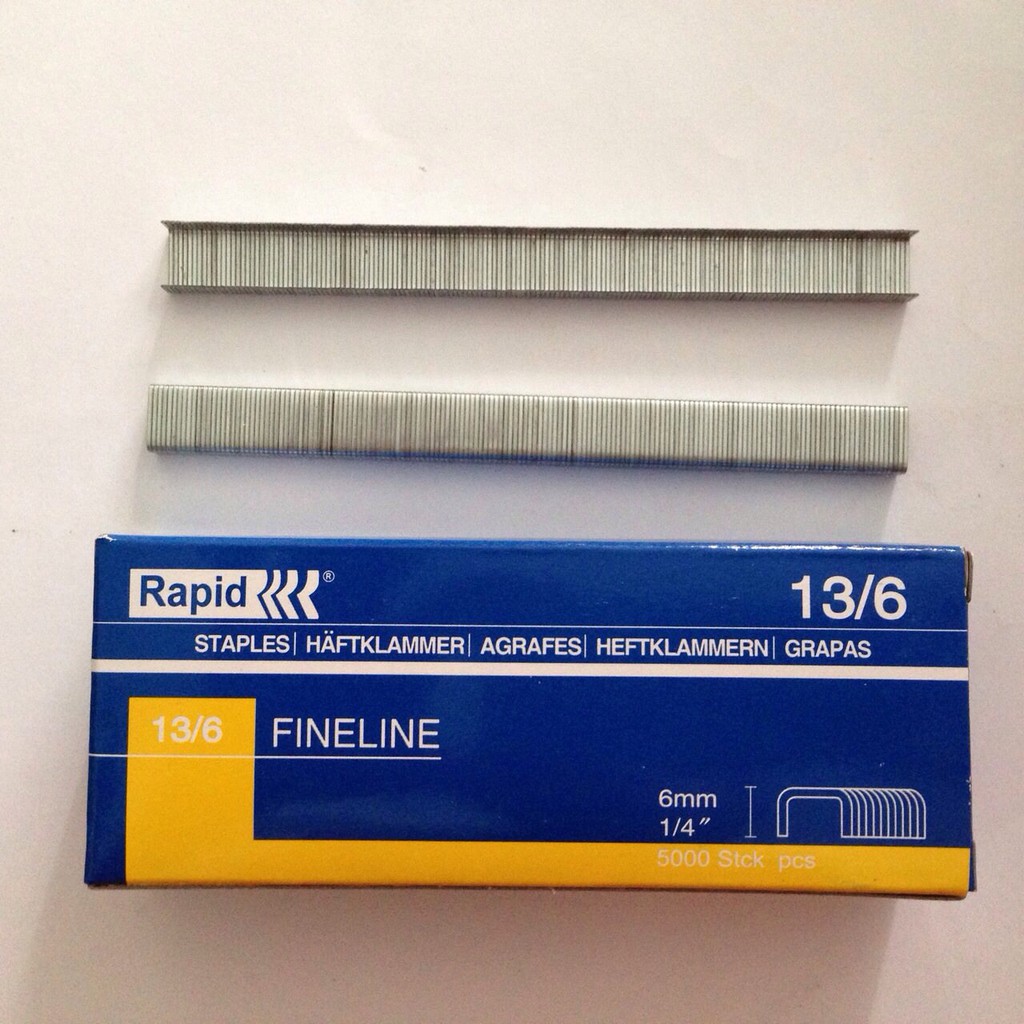 Rapid® 13/6
STAPLES| HÄFTKLAMMER| AGRAFES| HEFTKLAMMERN| GRAPAS
13/6 FINELINE
6mm
1/4″
5000 Stck pcs